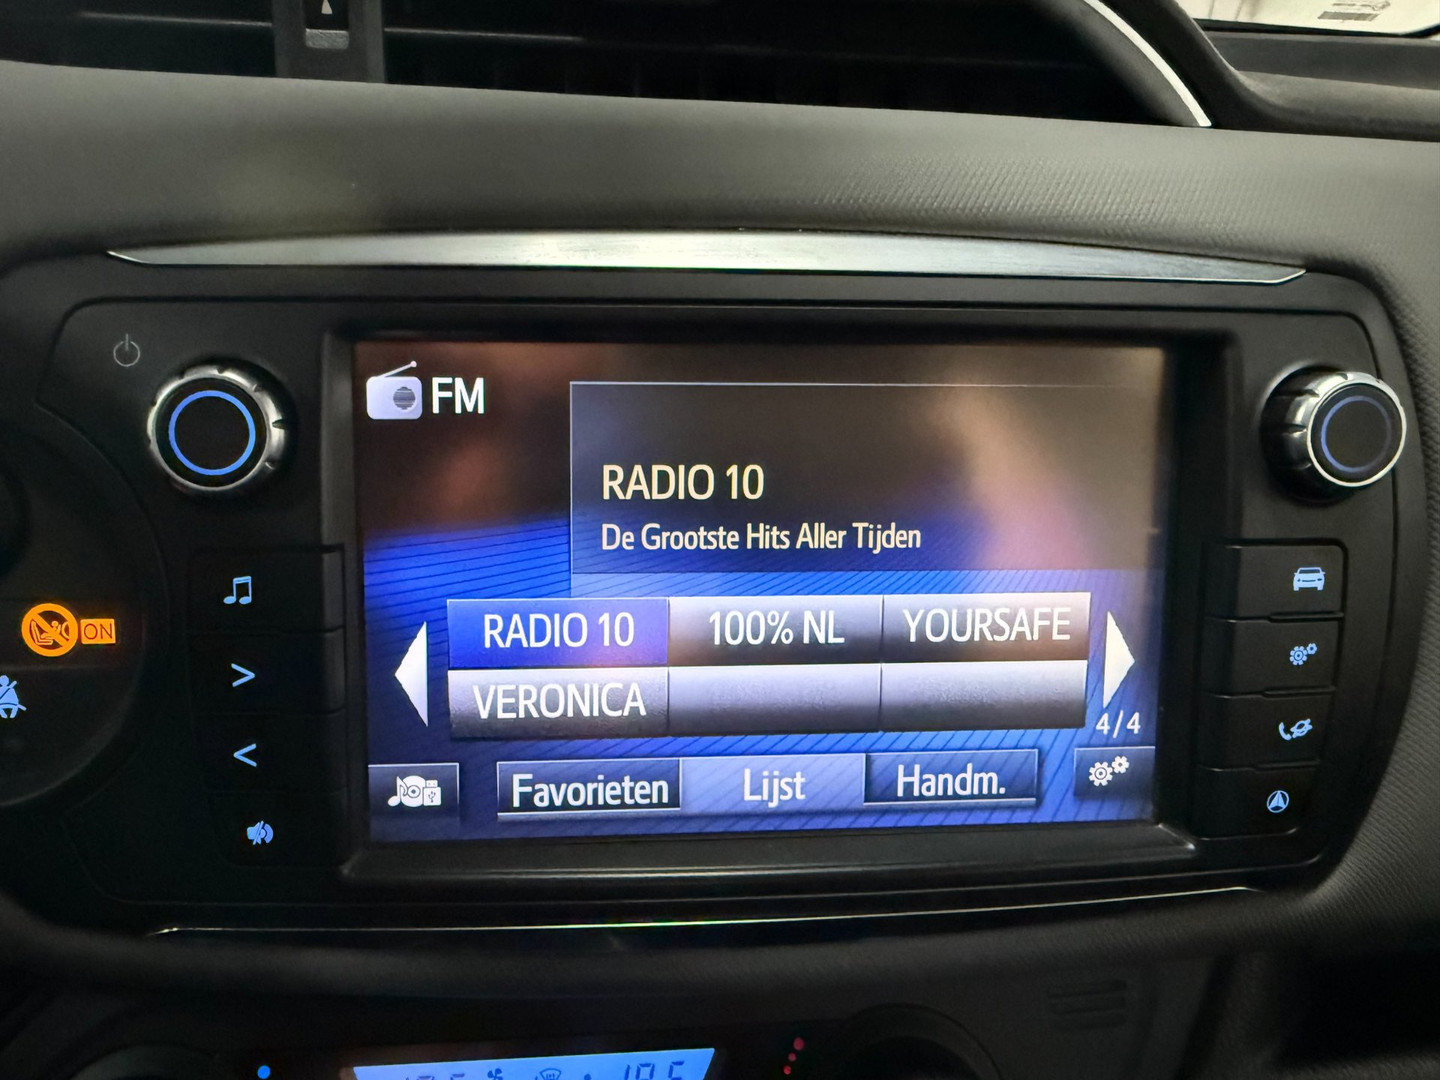 FM
RADIO 10
De Grootste Hits Aller Tijden
RADIO 10 100% NL YOURSAFE
VERONICA
4/4
Favorieten Lijst Handm.
ON